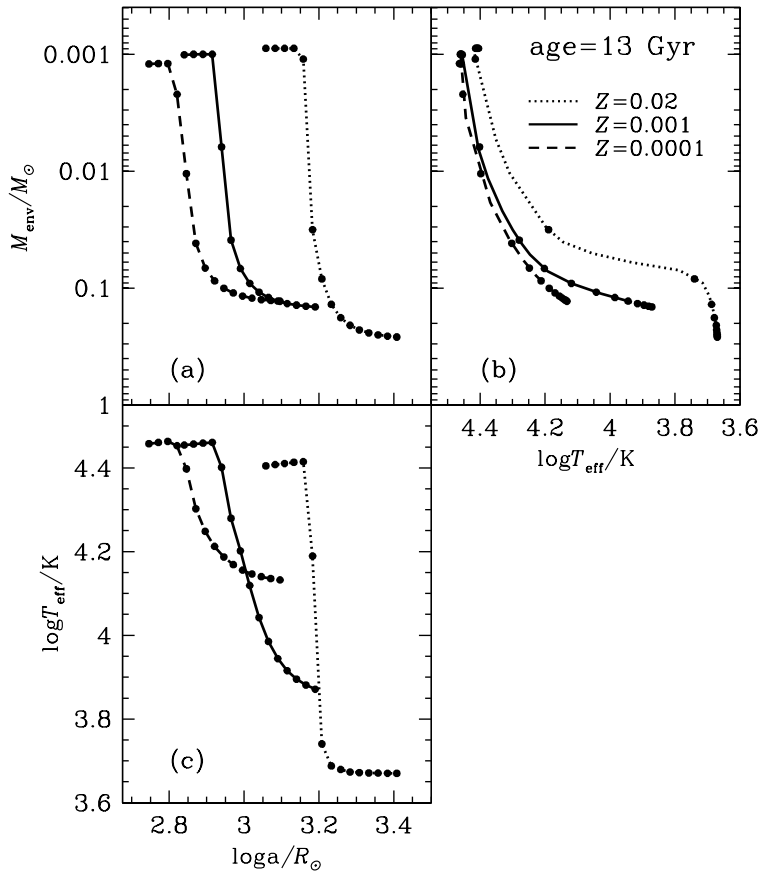 age=13 Gyr
Z=0.02
Z=0.001
Z=0.0001
0.001
0.01
0.1
1
M_env/M_⊙
(a)
(b)
4.4 4.2 4 3.8 3.6
logT_eff/K
4.4
4.2
4
3.8
3.6
logT_eff/K
(c)
2.8 3 3.2 3.4
loga/R_⊙